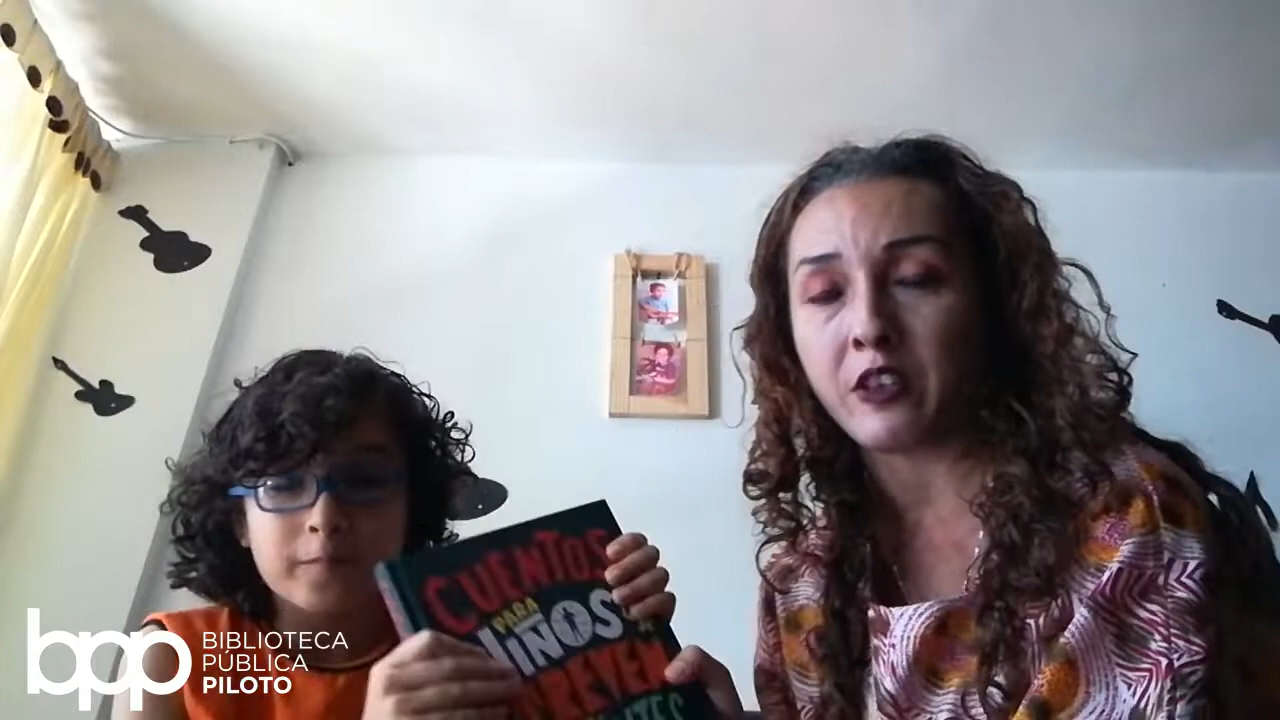 CUENTOS
PARA
NIÑOS
bpp BIBLIOTECA
PÚBLICA
PILOTO